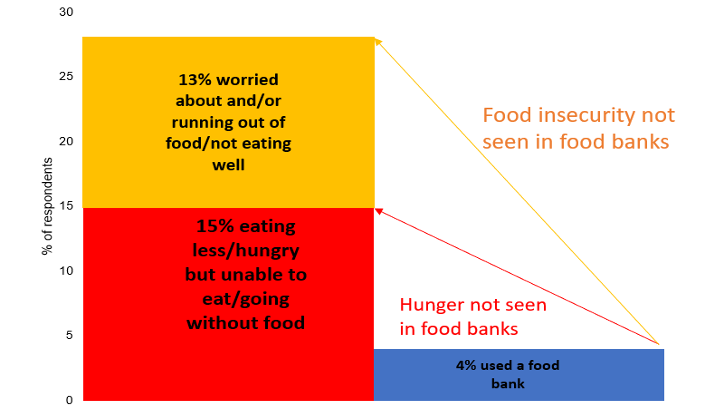 30
25
20
15
10
5
0
% of respondents
13% worried
about and/or
running out of
food/not eating
well
15% eating
less/hungry
but unable to
eat/going
without food
Food insecurity not
seen in food banks
Hunger not seen
in food banks
4% used a food
bank